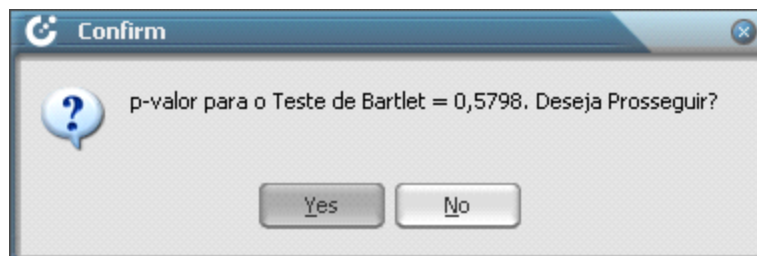 Confirm
p-valor para o Teste de Bartlet = 0,5798. Deseja Prosseguir?
Yes
No